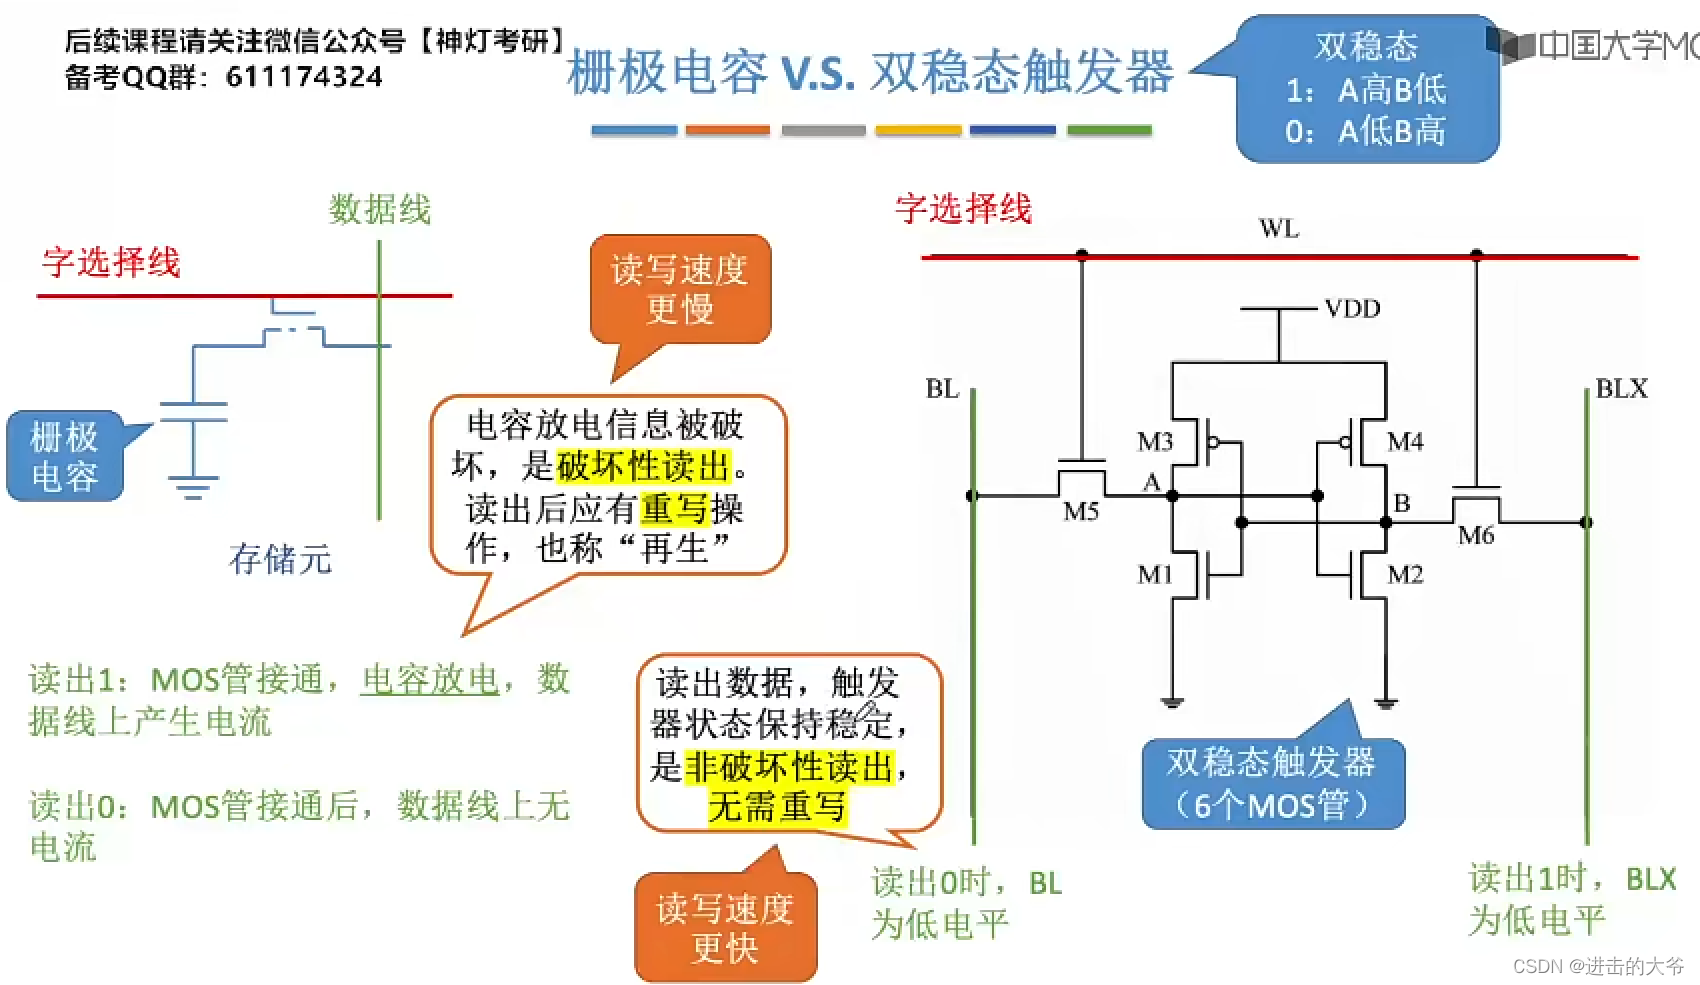 后续课程请关注微信公众号【神灯考研】
备考QQ群：611174324
栅极电容 V.S. 双稳态触发器
双稳态
1：A高B低
0：A低B高
中国大学MO
数据线
字选择线
栅极
电容
存储元
读写速度
更慢
电容放电信息被破
坏，是破坏性读出。
读出后应有重写操
作，也称“再生”
读出1：MOS管接通，电容放电，数
据线上产生电流
读出0：MOS管接通后，数据线上无
电流
读出数据，触发
器状态保持稳定，
是非破坏性读出，
无需重写
读写速度
更快
字选择线
WL
VDD
BL
BLX
M3
M4
A
B
M5
M6
M1
M2
双稳态触发器
（6个MOS管）
读出0时，BL
为低电平
读出1时，BLX
为低电平
CSDN @进击的大爷